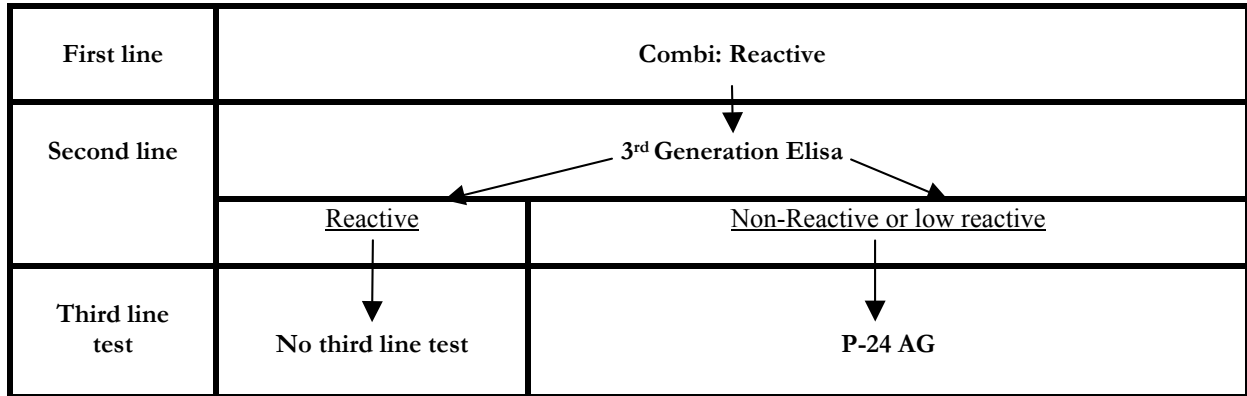 First line
Combi: Reactive
Second line
3rd Generation Elisa
Reactive
Non-Reactive or low reactive
Third line
test
No third line test
P-24 AG